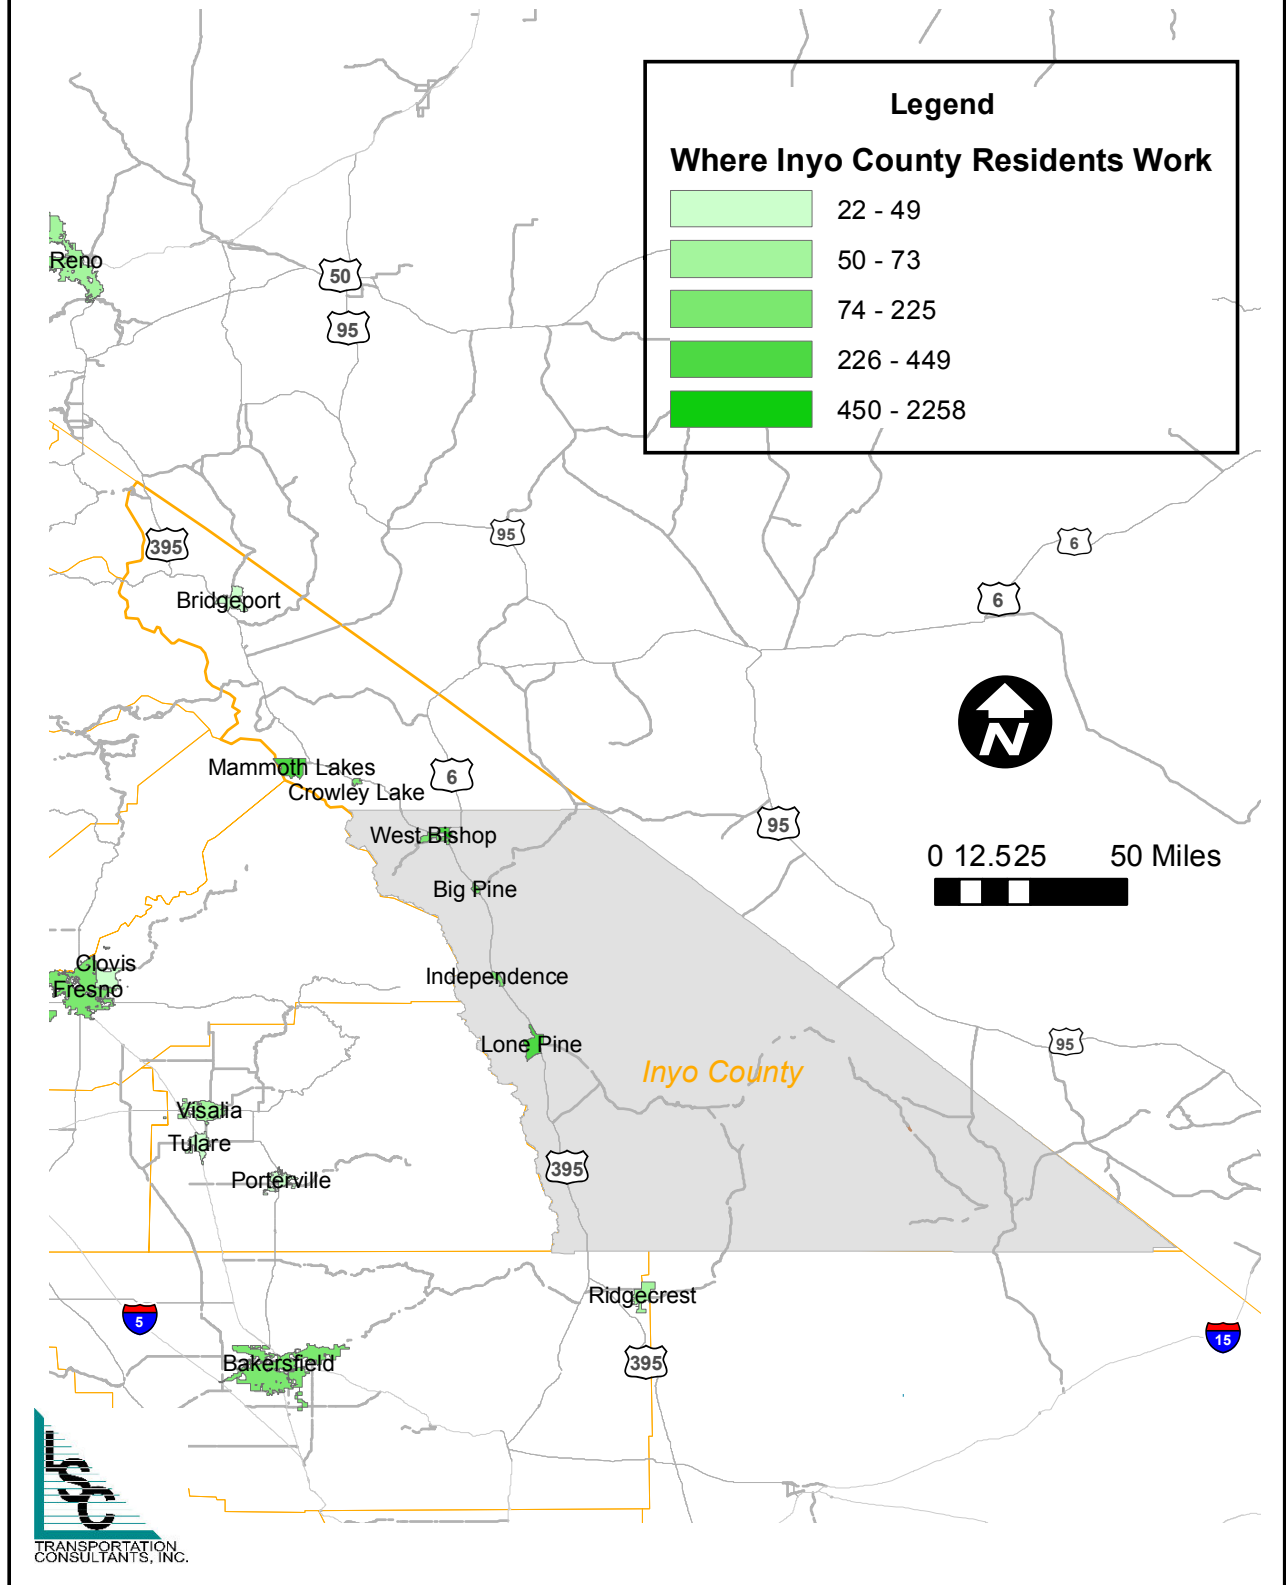 Legend
Where Inyo County Residents Work
22 - 49
50 - 73
74 - 225
226 - 449
450 - 2258
Reno
50
95
395
95
6
6
Bridgeport
Mammoth Lakes
Crowley Lake
6
95
West Bishop
0 12.525 50 Miles
Big Pine
Clovis
Fresno
Independence
Lone Pine
95
Inyo County
Visalia
Tulare
Porterville
395
Ridgecrest
5
15
Bakersfield
395
N
LSC
TRANSPORTATION
CONSULTANTS, INC.